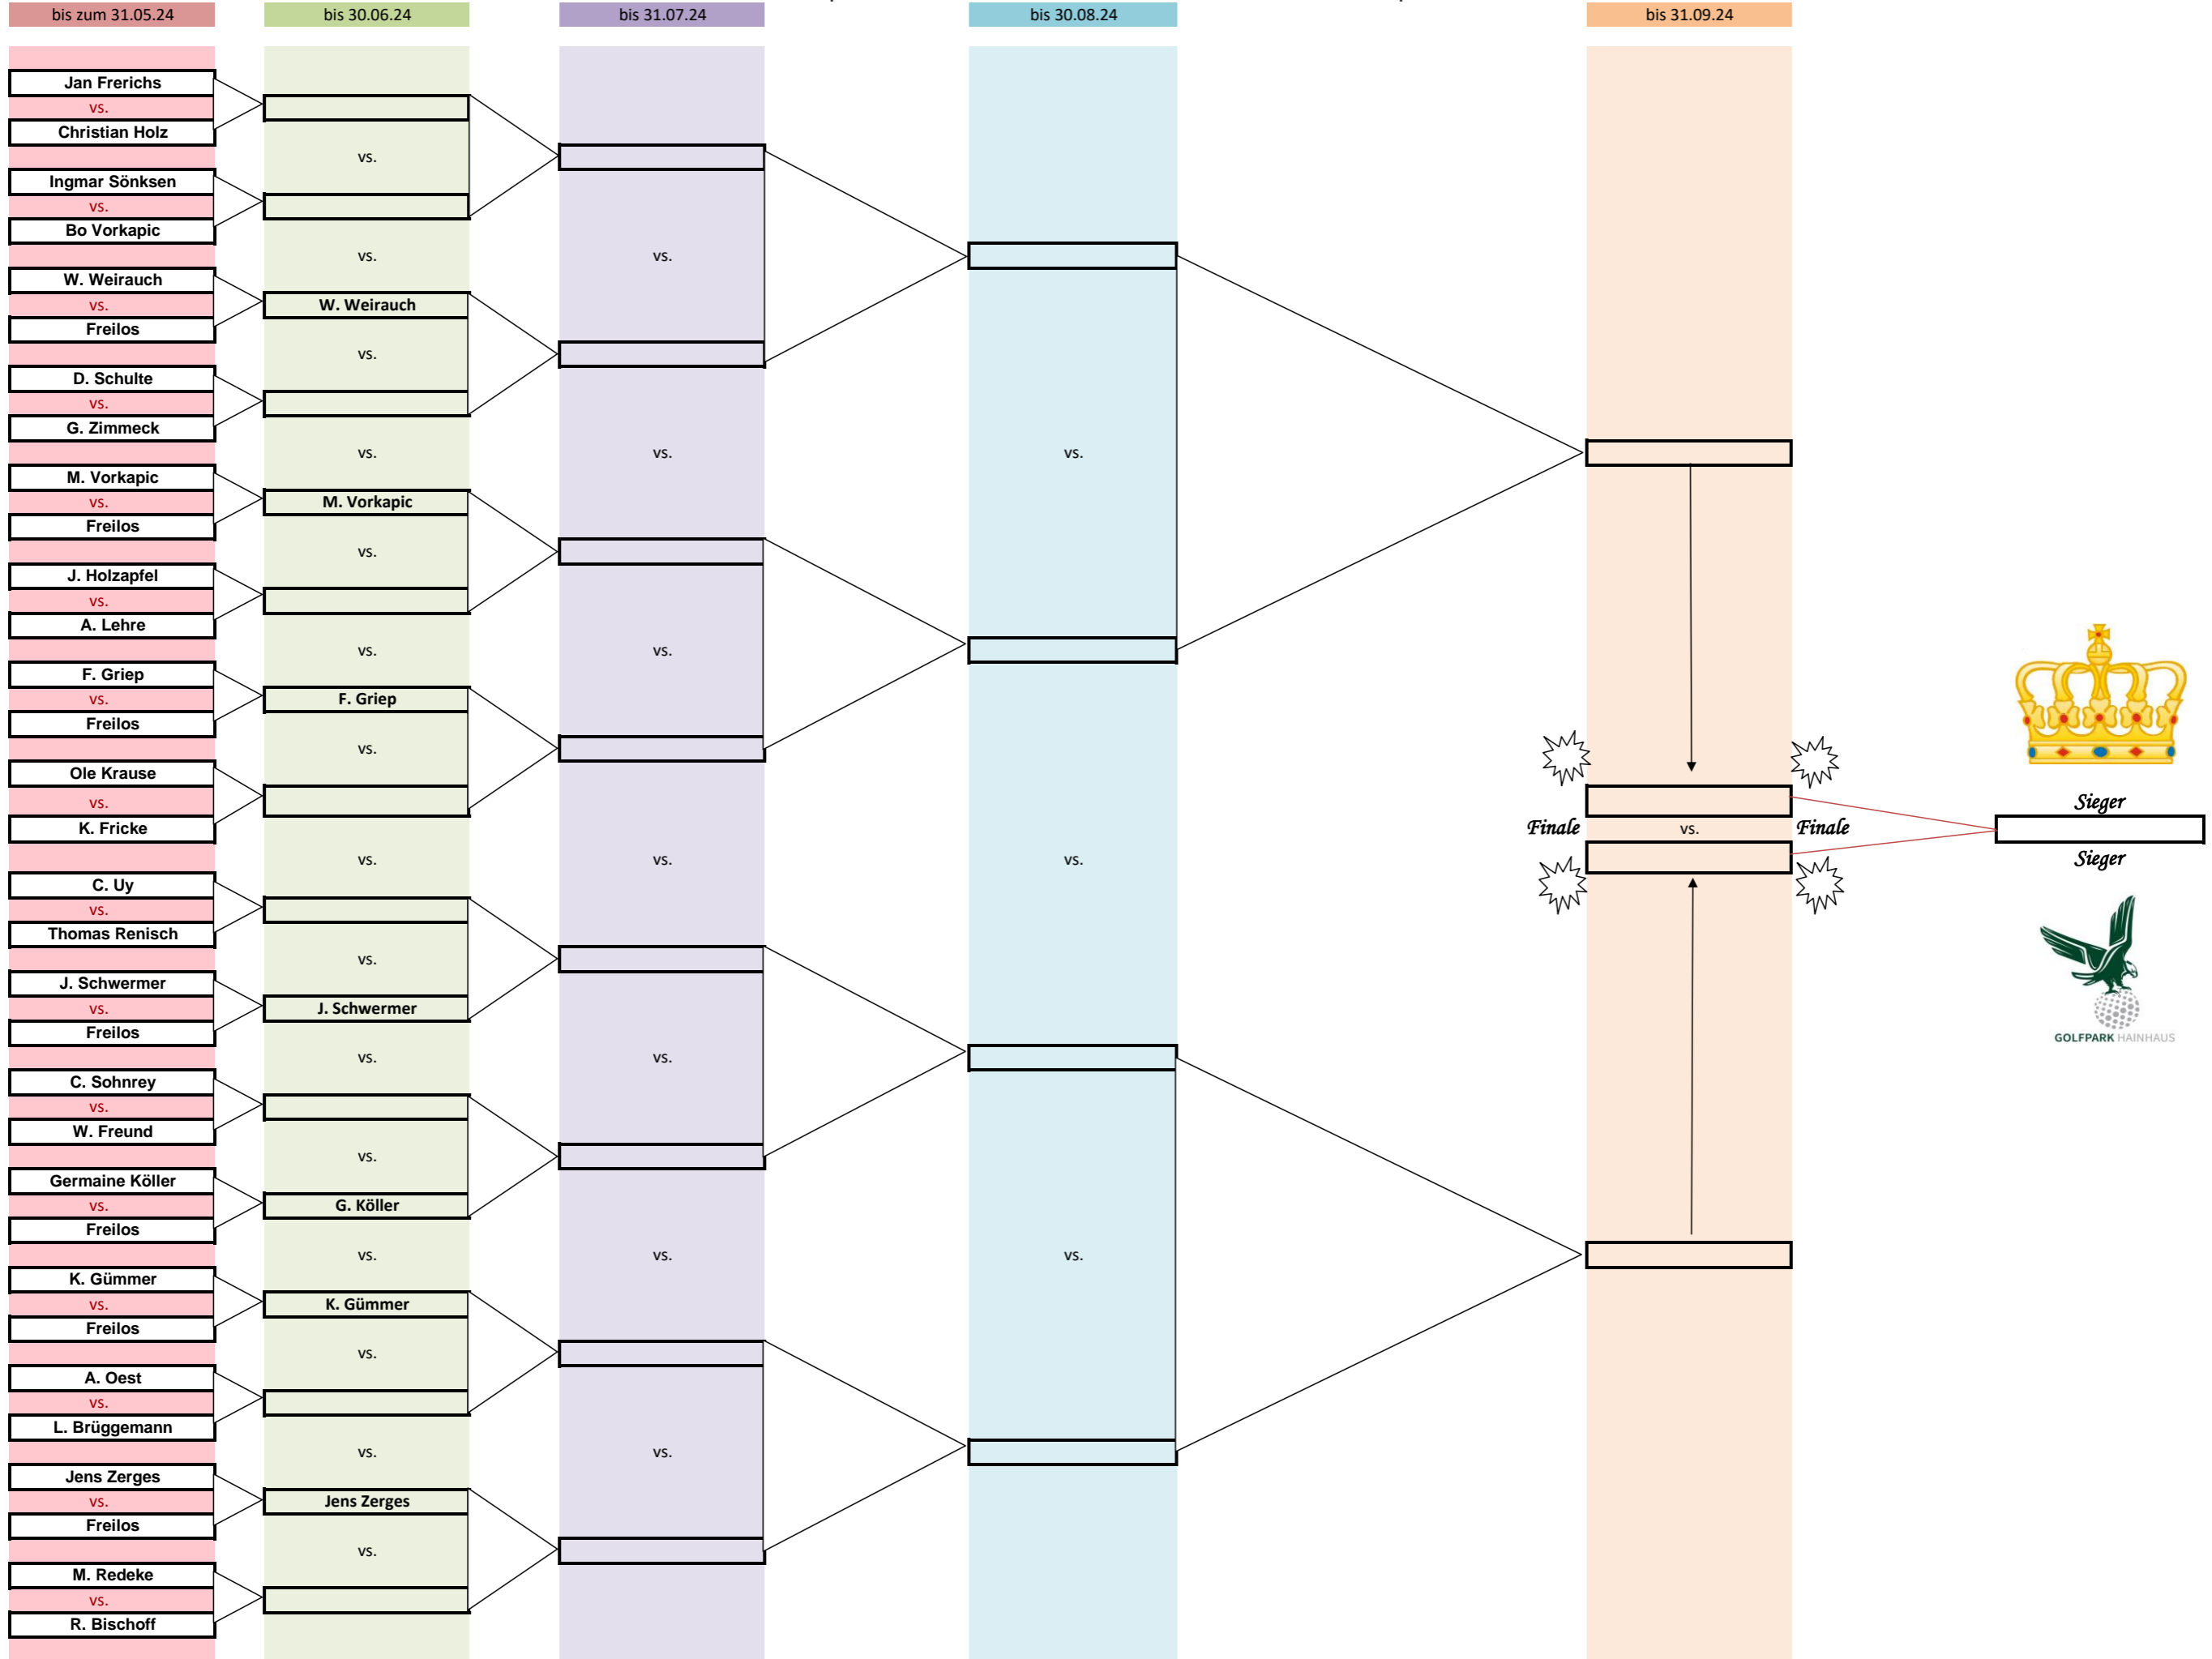 bis zum 31.05.24
bis 30.06.24
bis 31.07.24
bis 30.08.24
bis 31.09.24
Jan Frerichs
vs.
Christian Holz
Ingmar Sönksen
vs.
Bo Vorkapic
W. Weirauch
vs.
Freilos
D. Schulte
vs.
G. Zimmeck
M. Vorkapic
vs.
Freilos
J. Holzapfel
vs.
A. Lehre
F. Griep
vs.
Freilos
Ole Krause
vs.
K. Fricke
C. Uy
vs.
Thomas Renisch
J. Schwermer
vs.
Freilos
C. Sohnrey
vs.
W. Freund
Germaine Köller
vs.
Freilos
K. Gümmer
vs.
Freilos
A. Oest
vs.
L. Brüggemann
Jens Zerges
vs.
Freilos
M. Redeke
vs.
R. Bischoff
vs.
vs.
W. Weirauch
vs.
vs.
M. Vorkapic
vs.
vs.
F. Griep
vs.
vs.
vs.
J. Schwermer
vs.
vs.
G. Köller
vs.
K. Gümmer
vs.
vs.
Jens Zerges
vs.
vs.
vs.
vs.
vs.
vs.
vs.
vs.
vs.
vs.
vs.
Finale
vs.
Finale
Sieger
Sieger
GOLFPARK HAINHAUS